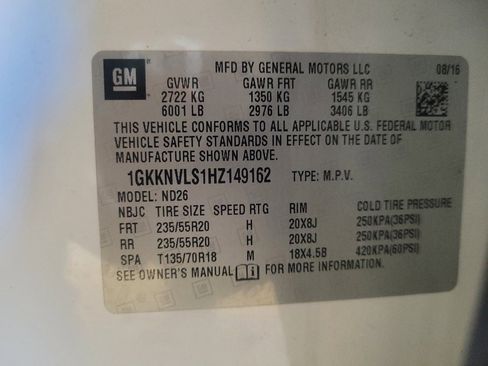 GM
MFD BY GENERAL MOTORS LLC 08/16
GVWR GAWR FRT GAWR RR
2722 KG 1350 KG 1545 KG
6001 LB 2976 LB 3406 LB
THIS VEHICLE CONFORMS TO ALL APPLICABLE U.S. FEDERAL MOTOR
VEHICLE SAFETY STANDARDS IN EFFECT ON THE DATE OF
MANUFACTURE SHOWN ABOVE.
1GKKNVLS1HZ149162 TYPE: M.P.V.
MODEL: ND26
NBJC TIRE SIZE SPEED RTG RIM COLD TIRE PRESSURE
FRT 235/55R20 H 20X8J 250KPA(36PSI)
RR 235/55R20 H 20X8J 250KPA(36PSI)
SPA T135/70R18 M 18X4.5B 420KPA(60PSI)
SEE OWNER'S MANUAL FOR MORE INFORMATION.